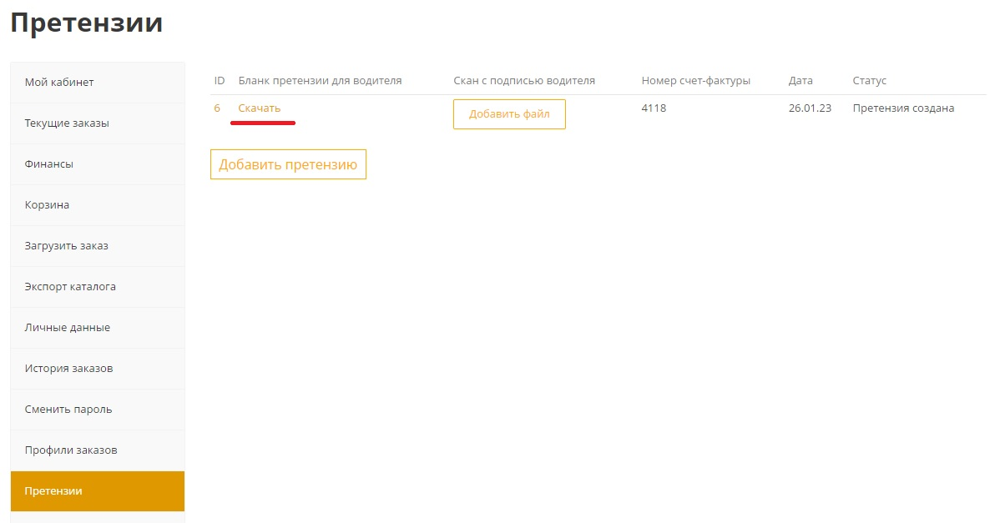 Претензии
Мой кабинет
Текущие заказы
Финансы
Корзина
Загрузить заказ
Экспорт каталога
Личные данные
История заказов
Сменить пароль
Профили заказов
Претензии
ID Бланк претензии для водителя Скан с подписью водителя Номер счет-фактуры Дата Статус
6 Скачать Добавить файл 4118 26.01.23 Претензия создана
Добавить претензию